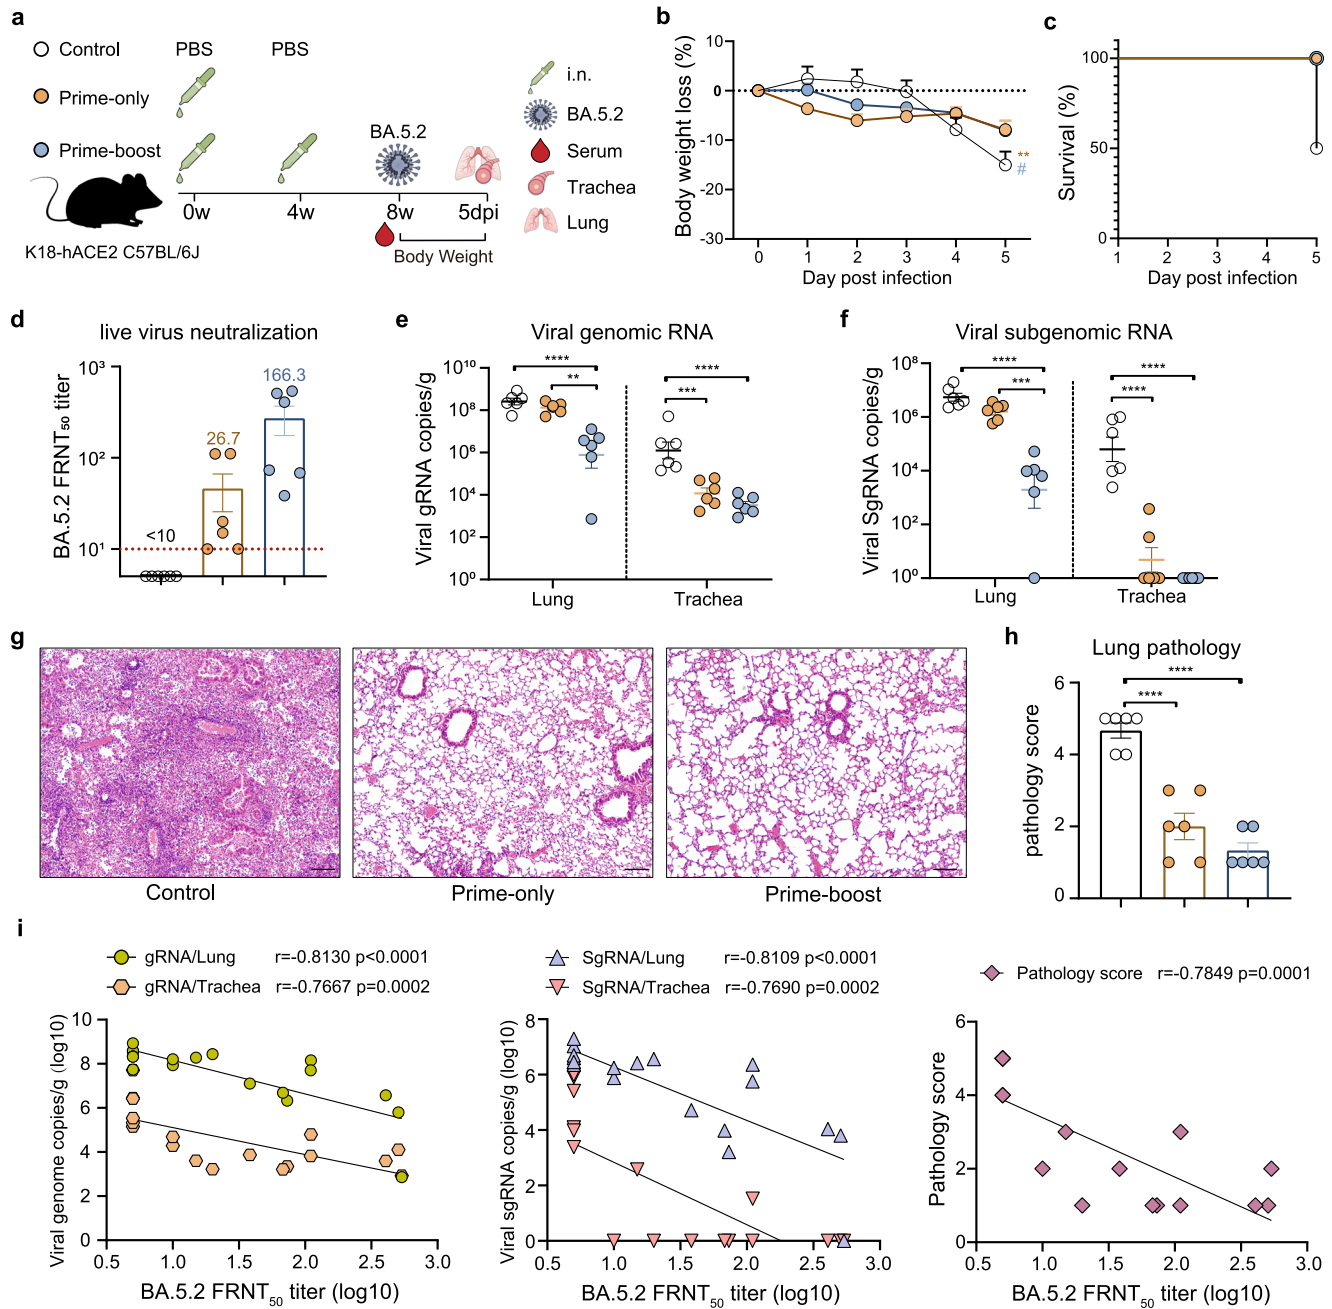 a
Control PBS PBS
Prime-only
Prime-boost
BA.5.2
0w 4w 8w 5dpi
Body Weight
K18-hACE2 C57BL/6J
i.n.
BA.5.2
Serum
Trachea
Lung
b
Body weight loss (%)
10
0
-10
-20
-30
**
#
0 1 2 3 4 5
Day post infection
c
Survival (%)
100
50
0
1 2 3 4 5
Day post infection
d
live virus neutralization
BA.5.2 FRNT50 titer
10³
10²
10¹
<10
26.7
166.3
e
Viral genomic RNA
Viral gRNA copies/g
10¹⁰
10⁸
10⁶
10⁴
10²
10⁰
****
**
****
***
Lung Trachea
f
Viral subgenomic RNA
Viral SgRNA copies/g
10⁸
10⁶
10⁴
10²
10⁰
****
***
****
****
Lung Trachea
g
Control Prime-only Prime-boost
h
Lung pathology
pathology score
6
4
2
0
****
****
i
gRNA/Lung r=-0.8130 p<0.0001
gRNA/Trachea r=-0.7667 p=0.0002
Viral genome copies/g (log10)
10
8
6
4
2
0
0.5 1.0 1.5 2.0 2.5 3.0
BA.5.2 FRNT50 titer (log10)
SgRNA/Lung r=-0.8109 p<0.0001
SgRNA/Trachea r=-0.7690 p=0.0002
Viral sgRNA copies/g (log10)
8
6
4
2
0
0.5 1.0 1.5 2.0 2.5 3.0
BA.5.2 FRNT50 titer (log10)
Pathology score r=-0.7849 p=0.0001
Pathology score
6
4
2
0
0.5 1.0 1.5 2.0 2.5 3.0
BA.5.2 FRNT50 titer (log10)